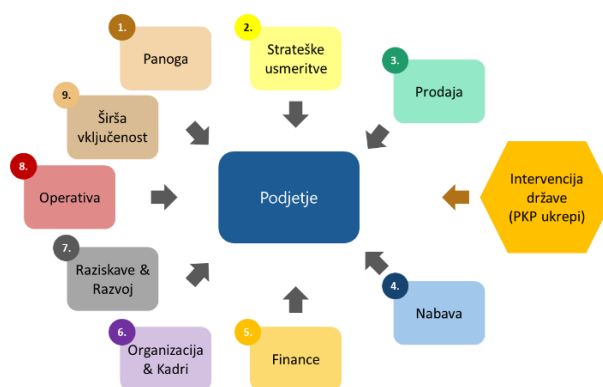 1.
Panoga
2.
Strateške
usmeritve
3.
Prodaja
9.
Širša
vključenost
8.
Operativa
Podjetje
Intervencija
države
(PKP ukrepi)
7.
Raziskave &
Razvoj
4.
Nabava
6.
Organizacija
& Kadri
5.
Finance